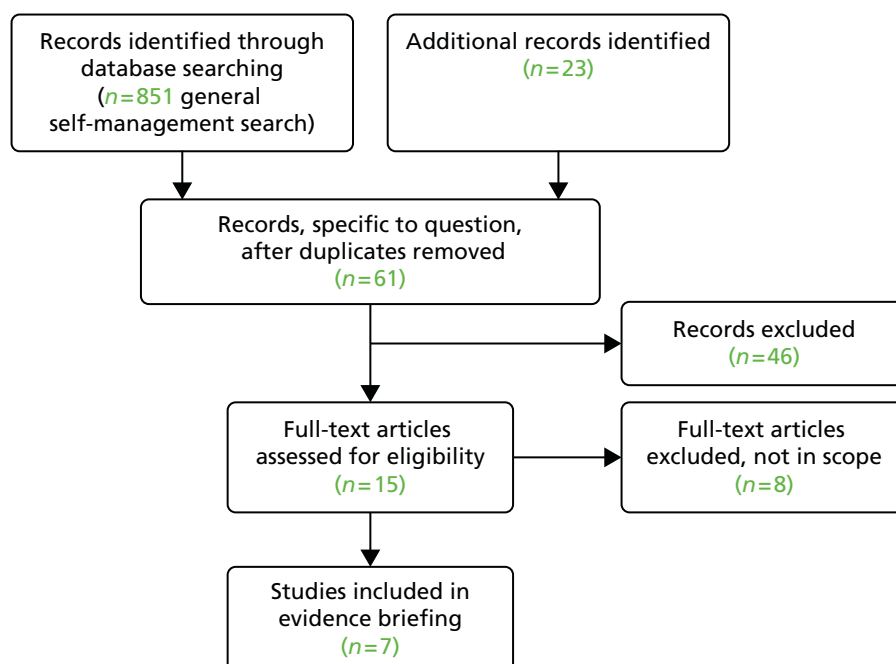 Records identified through
database searching
(n=851 general
self-management search)
Additional records identified
(n=23)
Records, specific to question,
after duplicates removed
(n=61)
Records excluded
(n=46)
Full-text articles
assessed for eligibility
(n=15)
Full-text articles
excluded, not in scope
(n=8)
Studies included in
evidence briefing
(n=7)